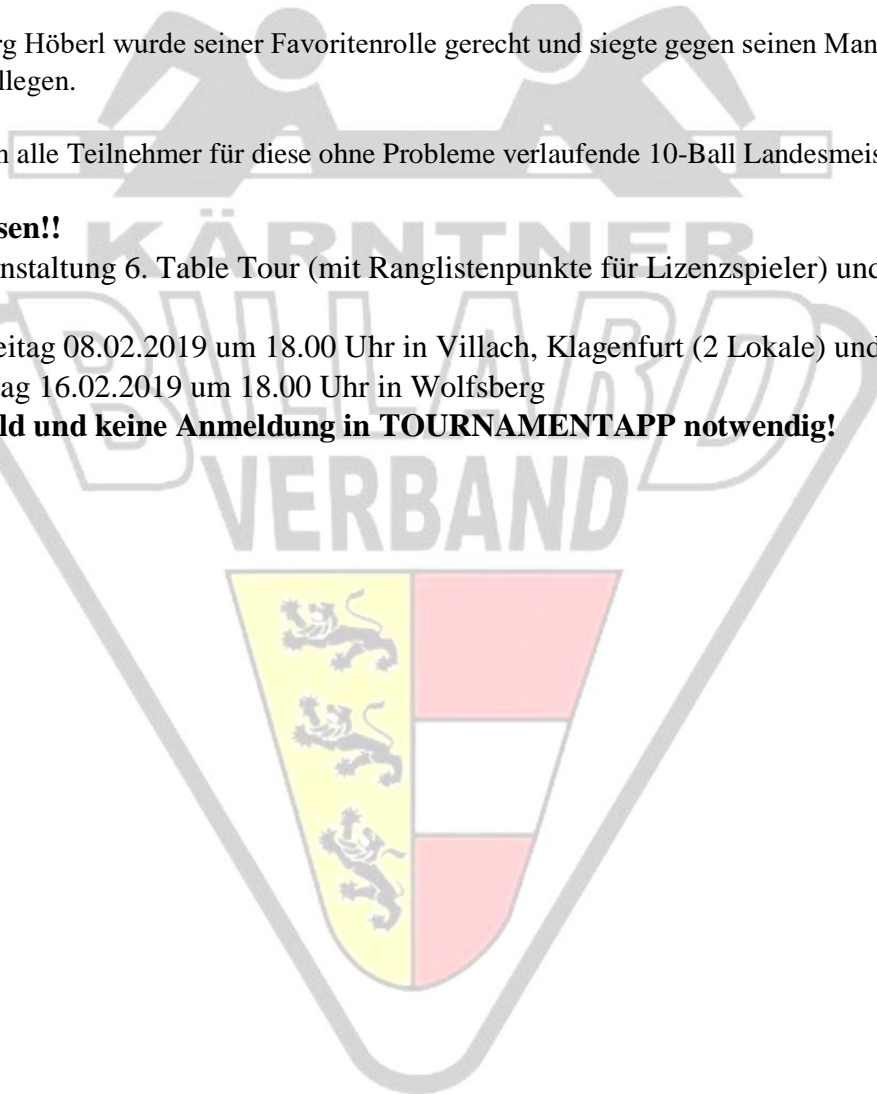 rg Höberl wurde seiner Favoritenrolle gerecht und siegte gegen seinen Man
llegen.
n alle Teilnehmer für diese ohne Probleme verlaufende 10-Ball Landesmeis
sen!!
nstaltung 6. Table Tour (mit Ranglistenpunkte für Lizenzspieler) und
eitag 08.02.2019 um 18.00 Uhr in Villach, Klagenfurt (2 Lokale) und
ag 16.02.2019 um 18.00 Uhr in Wolfsberg
ld und keine Anmeldung in TOURNAMENTAPP notwendig!
KÄRNTNER
BILLARD
VERBAND